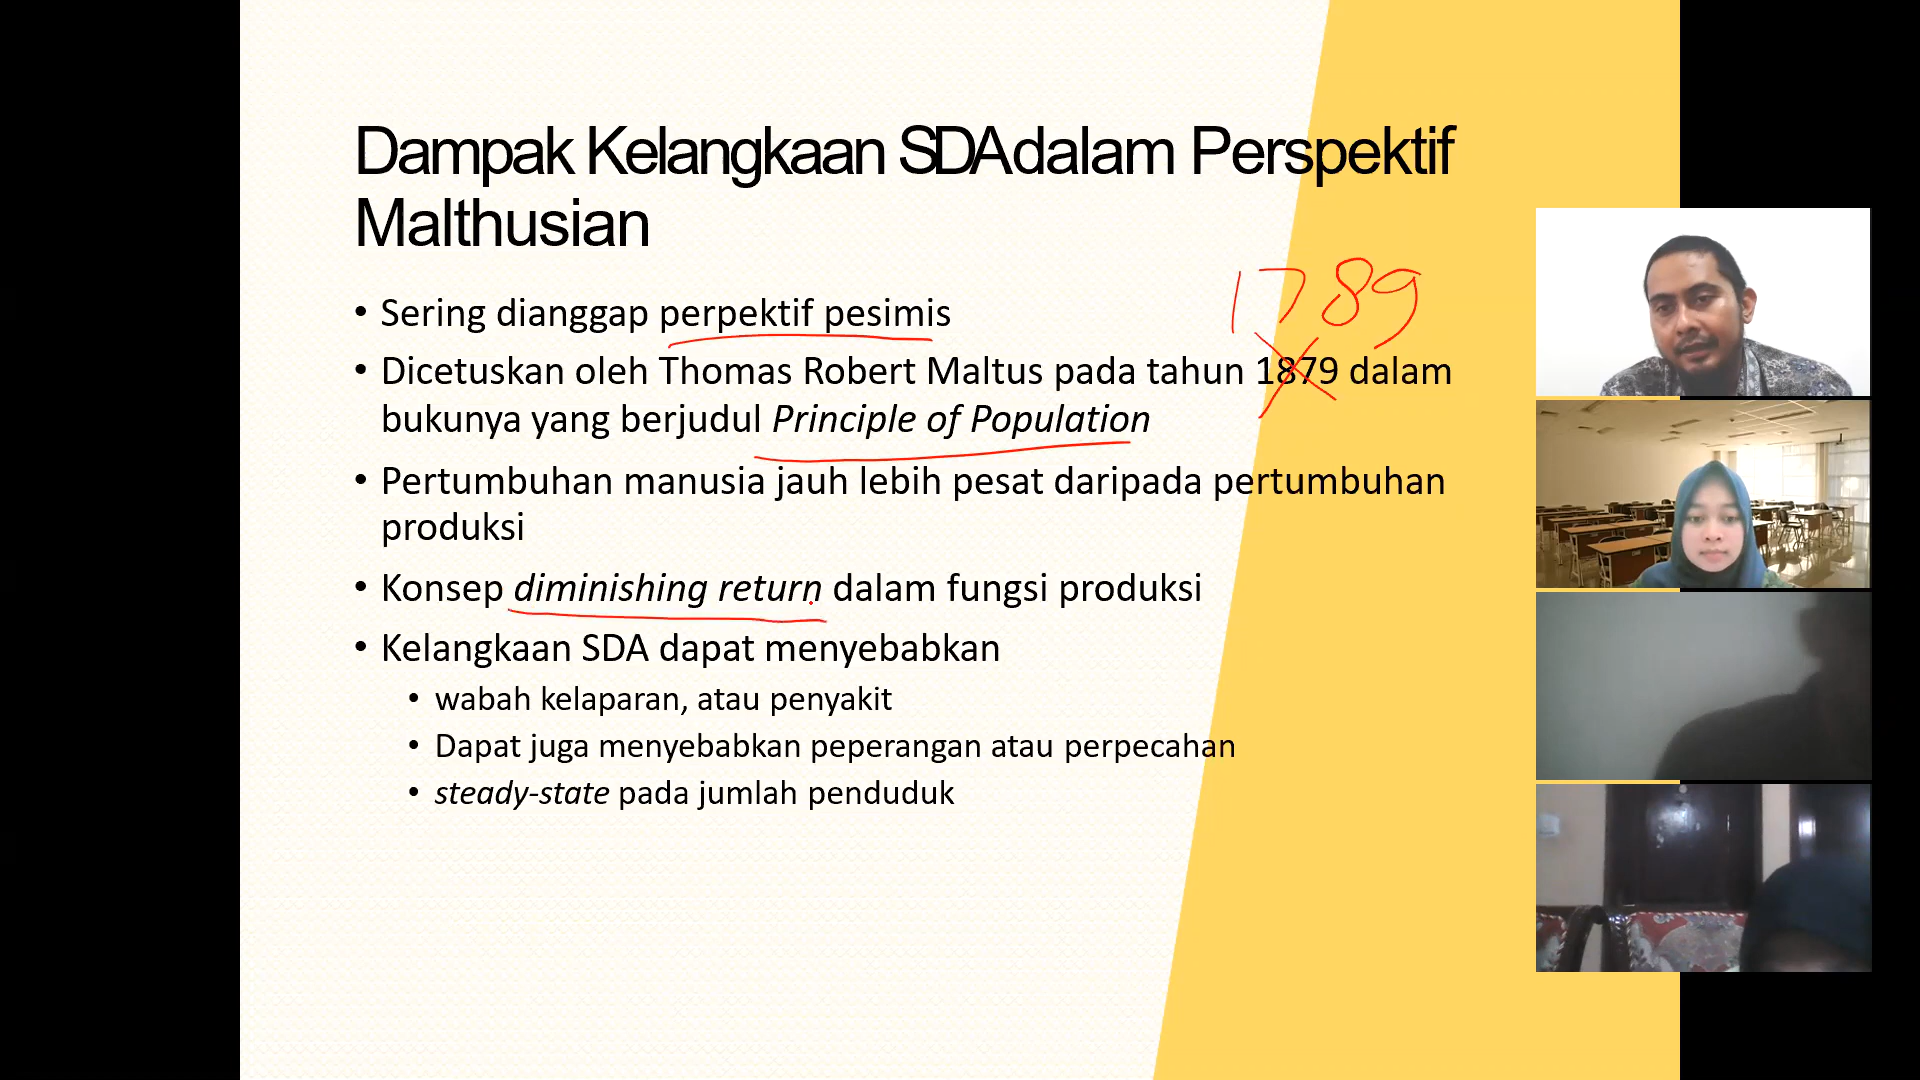 Dampak Kelangkaan SDA dalam Perspektif
Malthusian
1789
• Sering dianggap perpektif pesimis
• Dicetuskan oleh Thomas Robert Maltus pada tahun 1879 dalam
bukunya yang berjudul Principle of Population
• Pertumbuhan manusia jauh lebih pesat daripada pertumbuhan
produksi
• Konsep diminishing return dalam fungsi produksi
• Kelangkaan SDA dapat menyebabkan
• wabah kelaparan, atau penyakit
• Dapat juga menyebabkan peperangan atau perpecahan
• steady-state pada jumlah penduduk